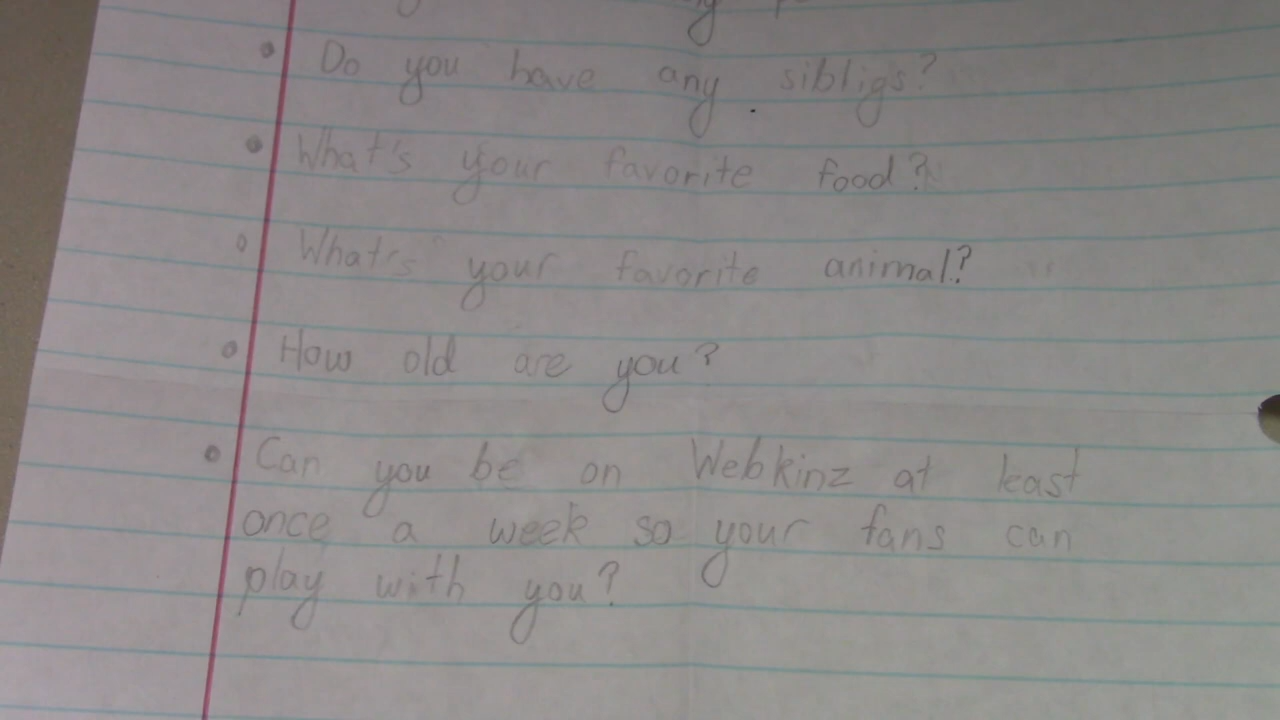 • Do you have any sibligs?
• What's your favorite food?
• What's your favorite animal?
• How old are you?
• Can you be on Webkinz at least
once a week so your fans can
play with you?